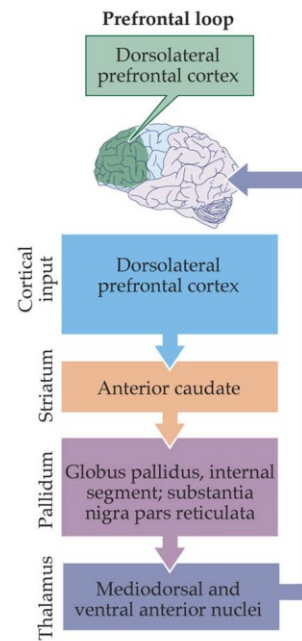 Prefrontal loop
Dorsolateral
prefrontal cortex
Cortical
input
Dorsolateral
prefrontal cortex
Striatum
Anterior caudate
Pallidum
Globus pallidus, internal
segment; substantia
nigra pars reticulata
Thalamus
Mediodorsal and
ventral anterior nuclei